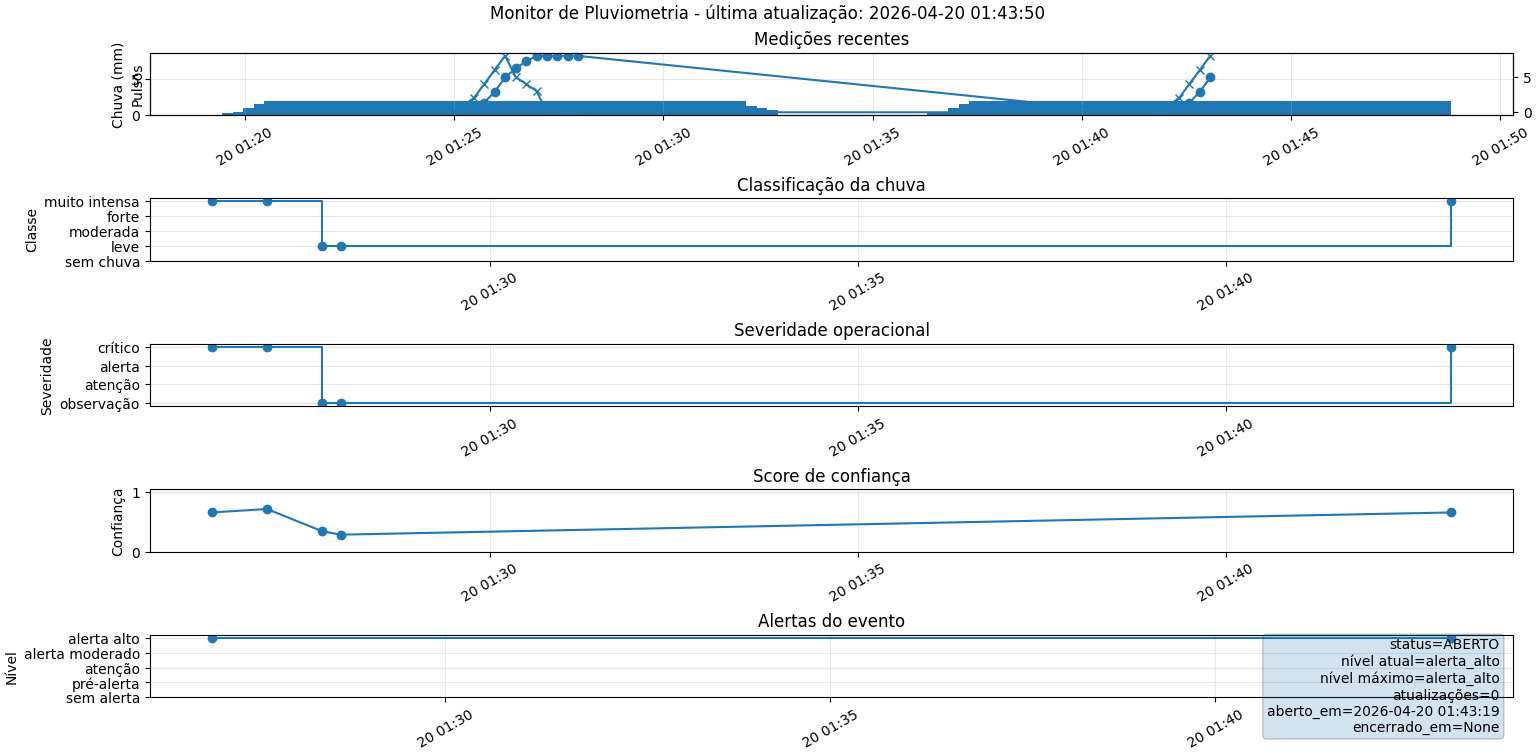 Monitor de Pluviometria - última atualização: 2026-04-20 01:43:50
Medições recentes
Chuva (mm)
Pulsos
5
0
5
0
20 01:20
20 01:25
20 01:30
20 01:35
20 01:40
20 01:45
20 01:50
Classificação da chuva
Classe
muito intensa
forte
moderada
leve
sem chuva
20 01:30
20 01:35
20 01:40
Severidade operacional
Severidade
crítico
alerta
atenção
observação
20 01:30
20 01:35
20 01:40
Score de confiança
Confiança
1
0
20 01:30
20 01:35
20 01:40
Alertas do evento
Nível
alerta alto
alerta moderado
atenção
pré-alerta
sem alerta
status=ABERTO
nível atual=alerta_alto
nível máximo=alerta_alto
atualizações=0
aberto_em=2026-04-20 01:43:19
encerrado_em=None
20 01:30
20 01:35
20 01:40